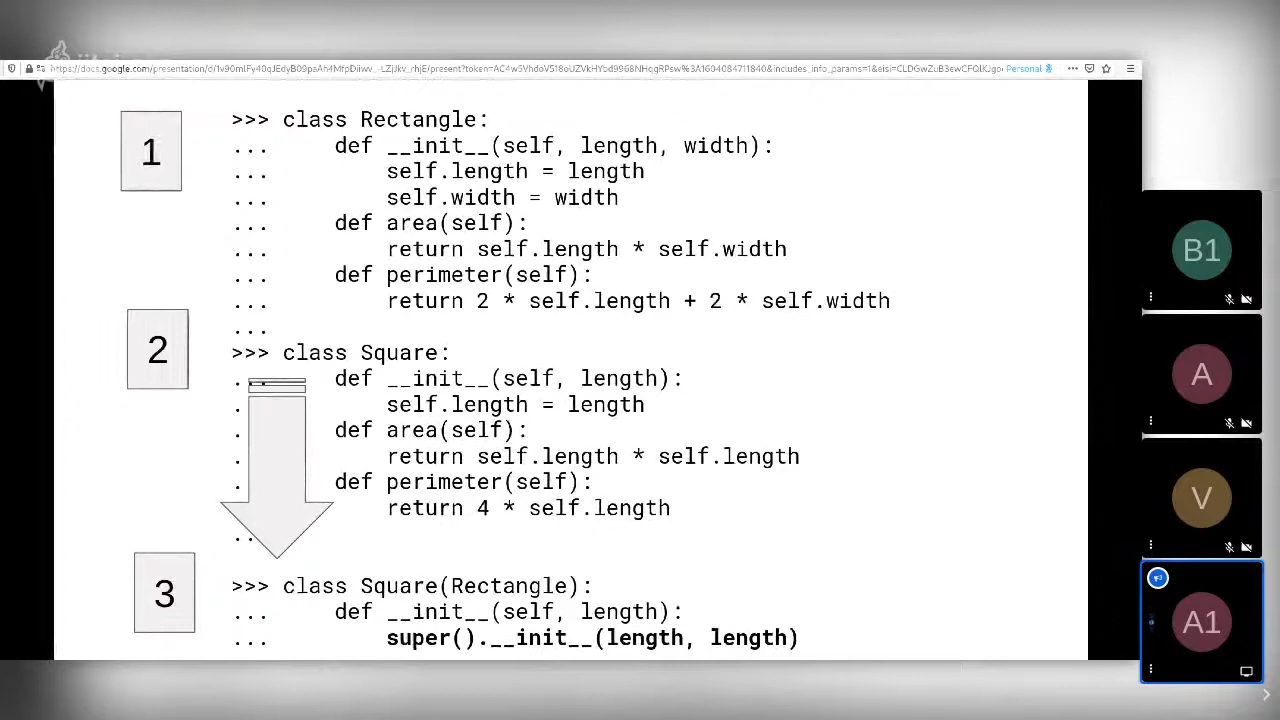 Personal
1
>>> class Rectangle:
... def __init__(self, length, width):
... self.length = length
... self.width = width
... def area(self):
... return self.length * self.width
... def perimeter(self):
... return 2 * self.length + 2 * self.width
...
2
>>> class Square:
. def __init__(self, length):
. self.length = length
. def area(self):
. return self.length * self.length
. def perimeter(self):
return 4 * self.length
..
3
>>> class Square(Rectangle):
... def __init__(self, length):
... super().__init__(length, length)
B1
A
V
A1